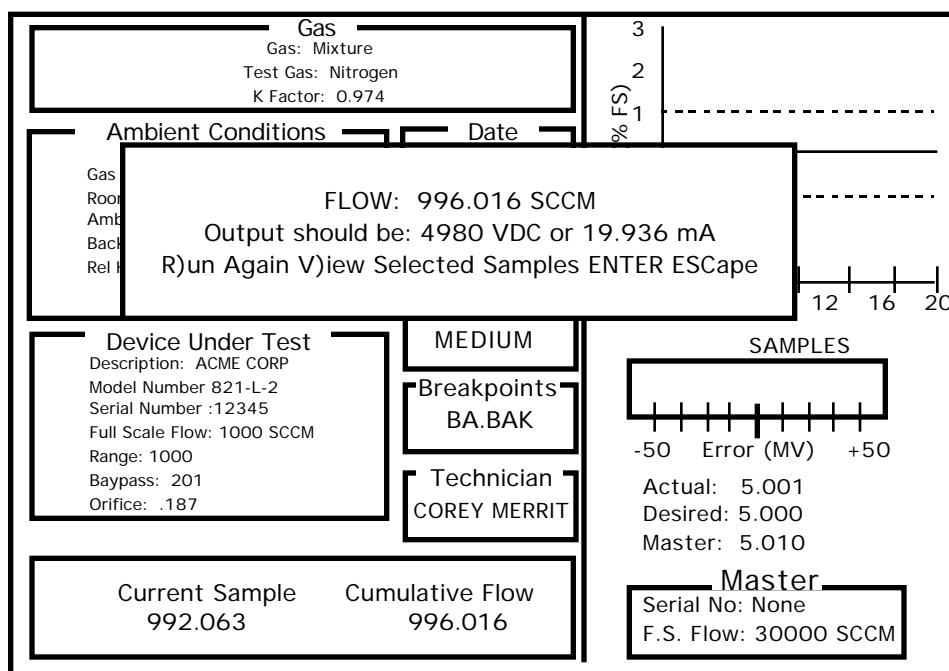 Gas
Gas: Mixture
Test Gas: Nitrogen
K Factor: 0.974
Ambient Conditions
Gas
Amb
Back
Rel
Date
FLOW: 996.016 SCCM
Output should be: 4980 VDC or 19.936 mA
R)un Again V)iew Selected Samples ENTER ESCape
MEDIUM
Device Under Test
Description: ACME CORP
Model Number 821-L-2
Serial Number :12345
Full Scale Flow: 1000 SCCM
Range: 1000
Baypass: 201
Orifice: .187
Breakpoints
BA.BAK
Technician
COREY MERRIT
Current Sample
992.063
Cumulative Flow
996.016
3
2
1
% FS)
12 16 20
SAMPLES
-50 Error (MV) +50
Actual: 5.001
Desired: 5.000
Master: 5.010
Master
Serial No: None
F.S. Flow: 30000 SCCM